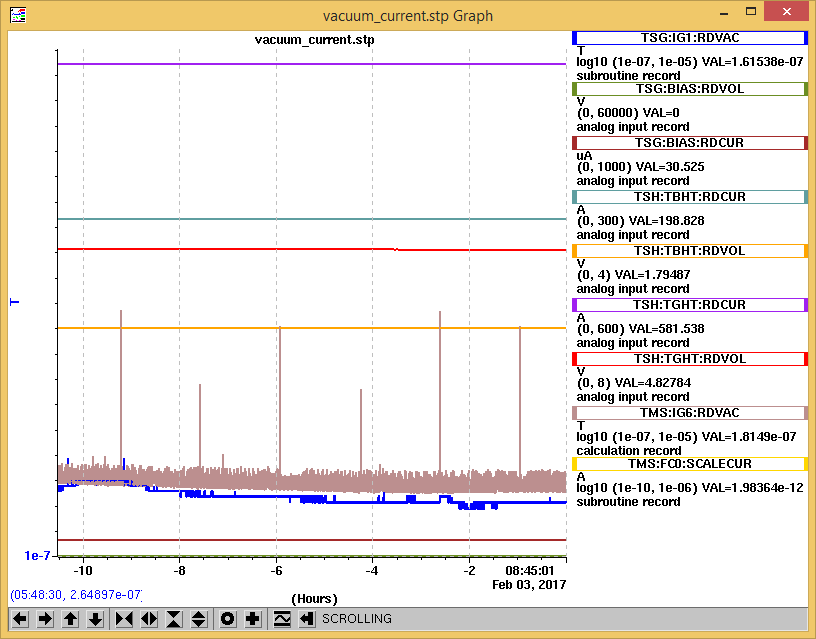 vacuum_current.stp Graph
vacuum_current.stp
T
1e-7
-10
-8
-6
-4
-2
08:45:01
Feb 03, 2017
(Hours)
(05:48:30, 2.64897e-07)
TSG:IG1:RDVAC
T
log10 (1e-07, 1e-05) VAL=1.61538e-07
subroutine record
TSG:BIAS:RDVOL
V
(0, 60000) VAL=0
analog input record
TSG:BIAS:RDCUR
uA
(0, 1000) VAL=30.525
analog input record
TSH:TBHT:RDCUR
A
(0, 300) VAL=198.828
analog input record
TSH:TBHT:RDVOL
V
(0, 4) VAL=1.79487
analog input record
TSH:TGHT:RDCUR
A
(0, 600) VAL=581.538
analog input record
TSH:TGHT:RDVOL
V
(0, 8) VAL=4.82784
analog input record
TMS:IG6:RDVAC
T
log10 (1e-07, 1e-05) VAL=1.8149e-07
calculation record
TMS:FC0:SCALECUR
A
log10 (1e-10, 1e-06) VAL=1.98364e-12
subroutine record
SCROLLING